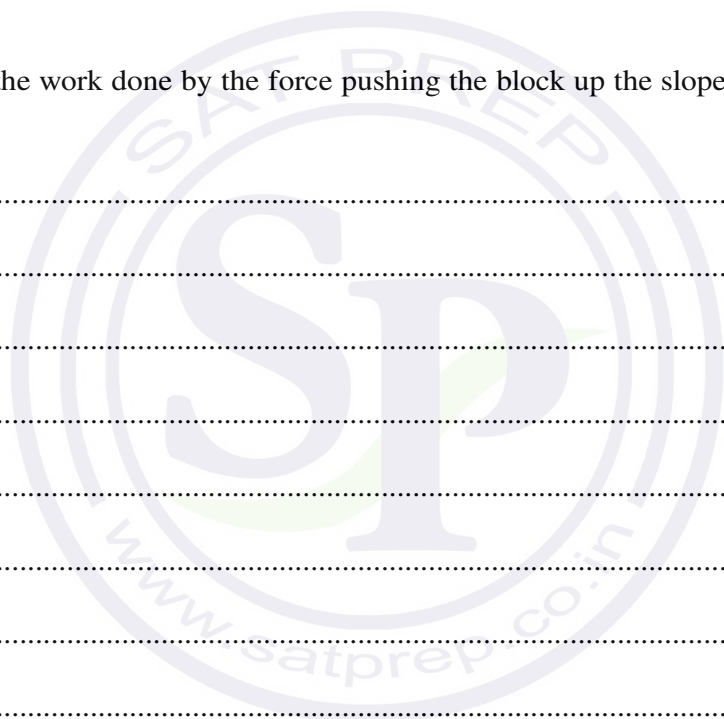 the work done by the force pushing the block up the slope
SAT PREP
SP
www.satprep.co.in